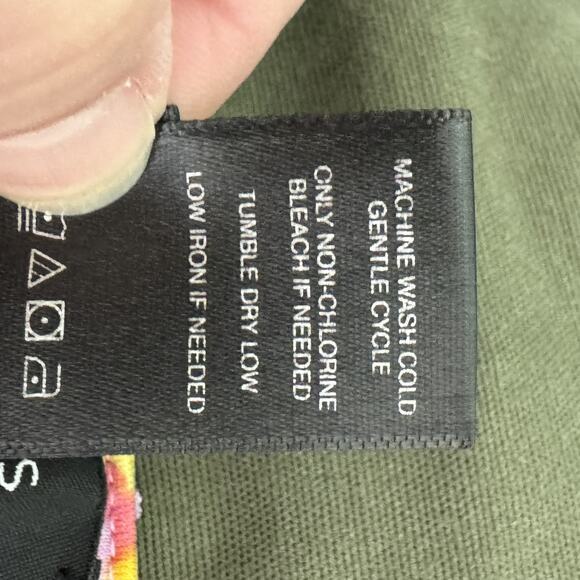 MACHINE WASH COLD
GENTLE CYCLE
ONLY NON-CHLORINE
BLEACH IF NEEDED
TUMBLE DRY LOW
LOW IRON IF NEEDED
S